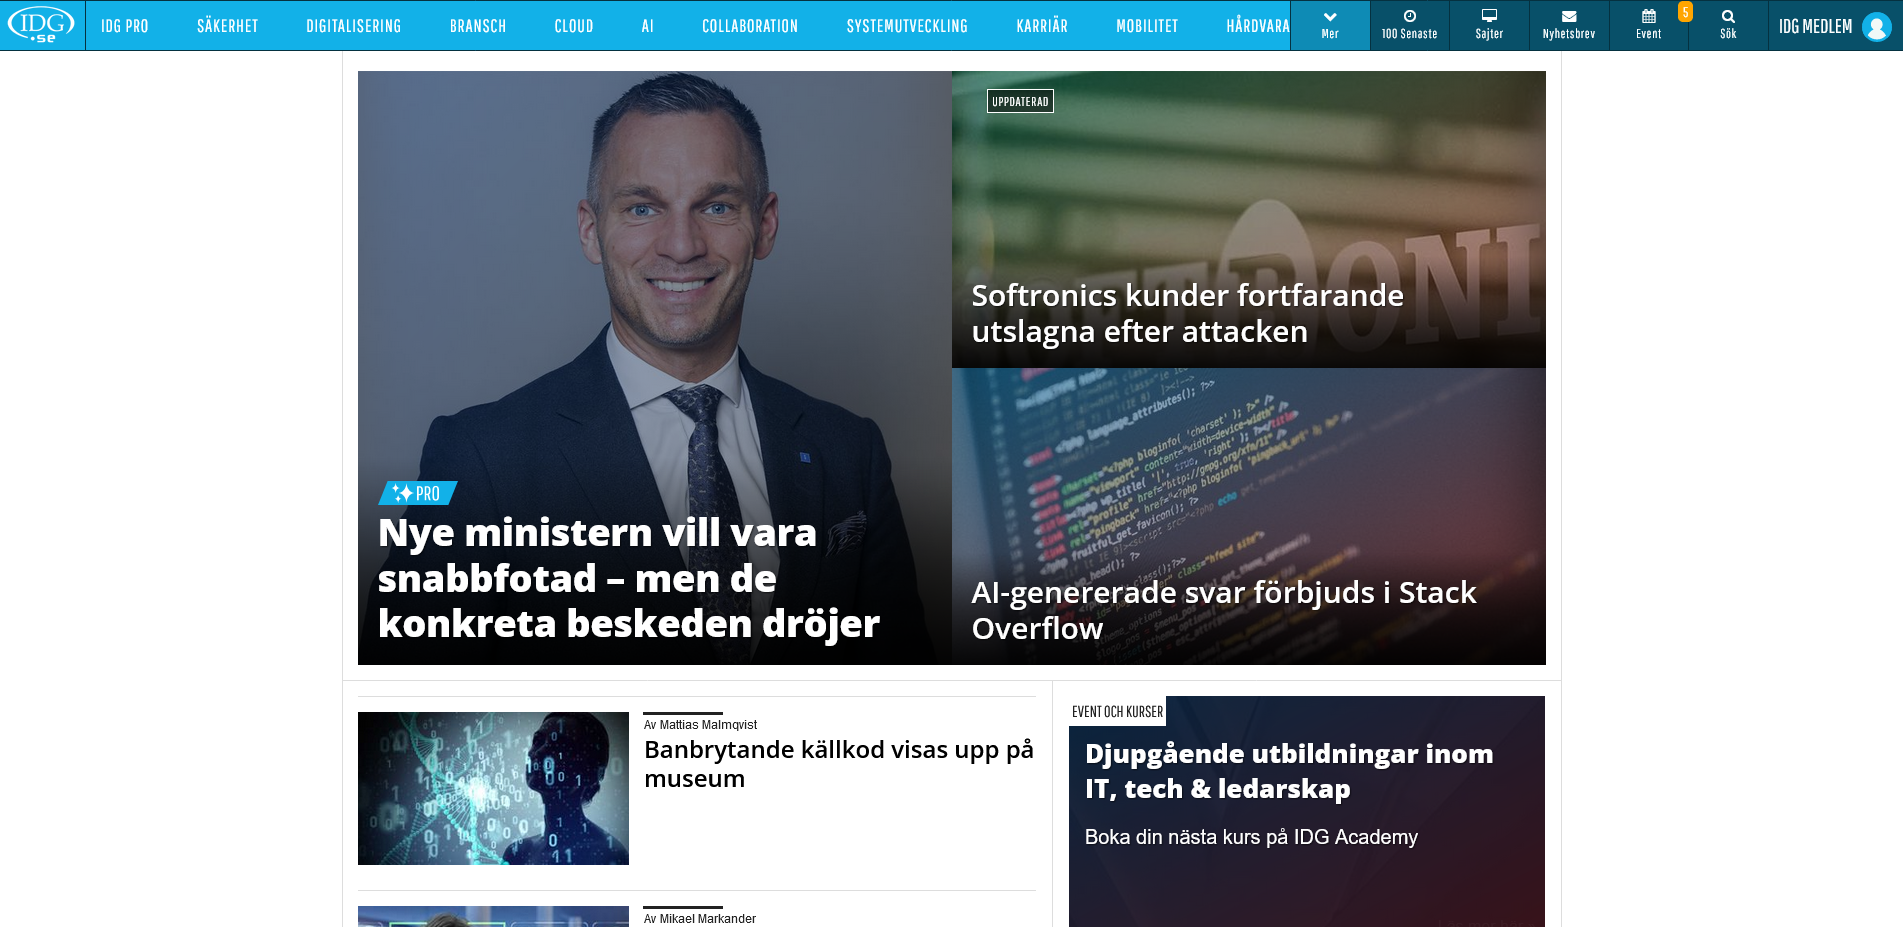 IDG
.se
IDG PRO
SÄKERHET
DIGITALISERING
BRANSCH
CLOUD
AI
COLLABORATION
SYSTEMUTVECKLING
KARRIÄR
MOBILITET
HÅRDVARA
Mer
100 Senaste
Sajter
Nyhetsbrev
5
Event
Sök
IDG MEDLEM
PRO
Nye ministern vill vara
snabbfotad – men de
konkreta beskeden dröjer
UPPDATERAD
Softronics kunder fortfarande
utslagna efter attacken
AI-genererade svar förbjuds i Stack
Overflow
Av Mattias Malmqvist
Banbrytande källkod visas upp på
museum
Av Mikael Markander
EVENT OCH KURSER
Djupgående utbildningar inom
IT, tech & ledarskap
Boka din nästa kurs på IDG Academy